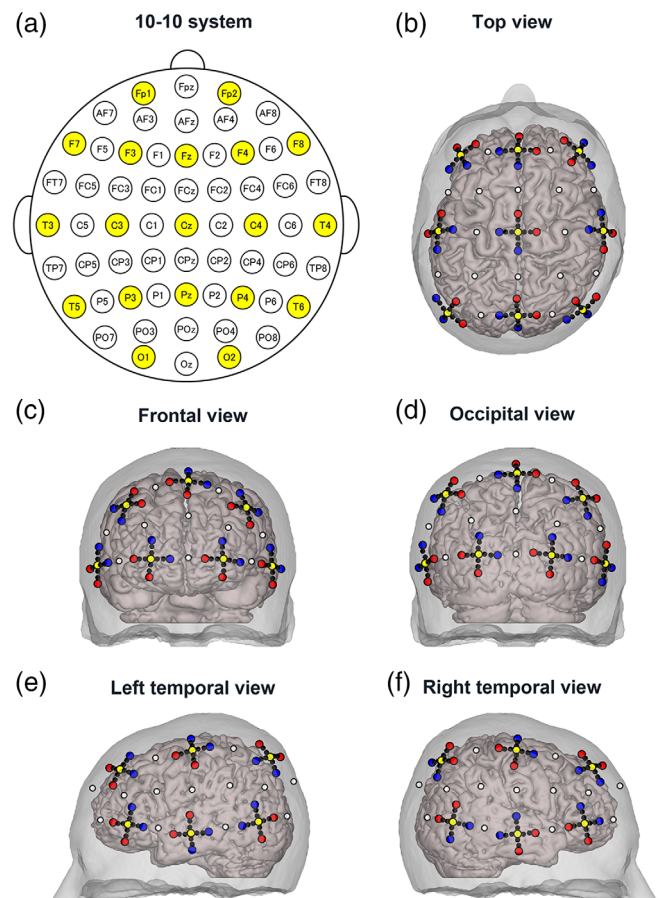 (a) 10-10 system
(b) Top view
Fp1 Fpz Fp2
AF7 AF3 AFz AF4 AF8
F7 F5 F3 F1 Fz F2 F4 F6 F8
FT7 FC5 FC3 FC1 FCz FC2 FC4 FC6 FT8
T3 C5 C3 C1 Cz C2 C4 C6 T4
TP7 CP5 CP3 CP1 CPz CP2 CP4 CP6 TP8
T5 P5 P3 P1 Pz P2 P4 P6 T6
PO7 PO3 POz PO4 PO8
O1 Oz O2
(c) Frontal view
(d) Occipital view
(e) Left temporal view
(f) Right temporal view